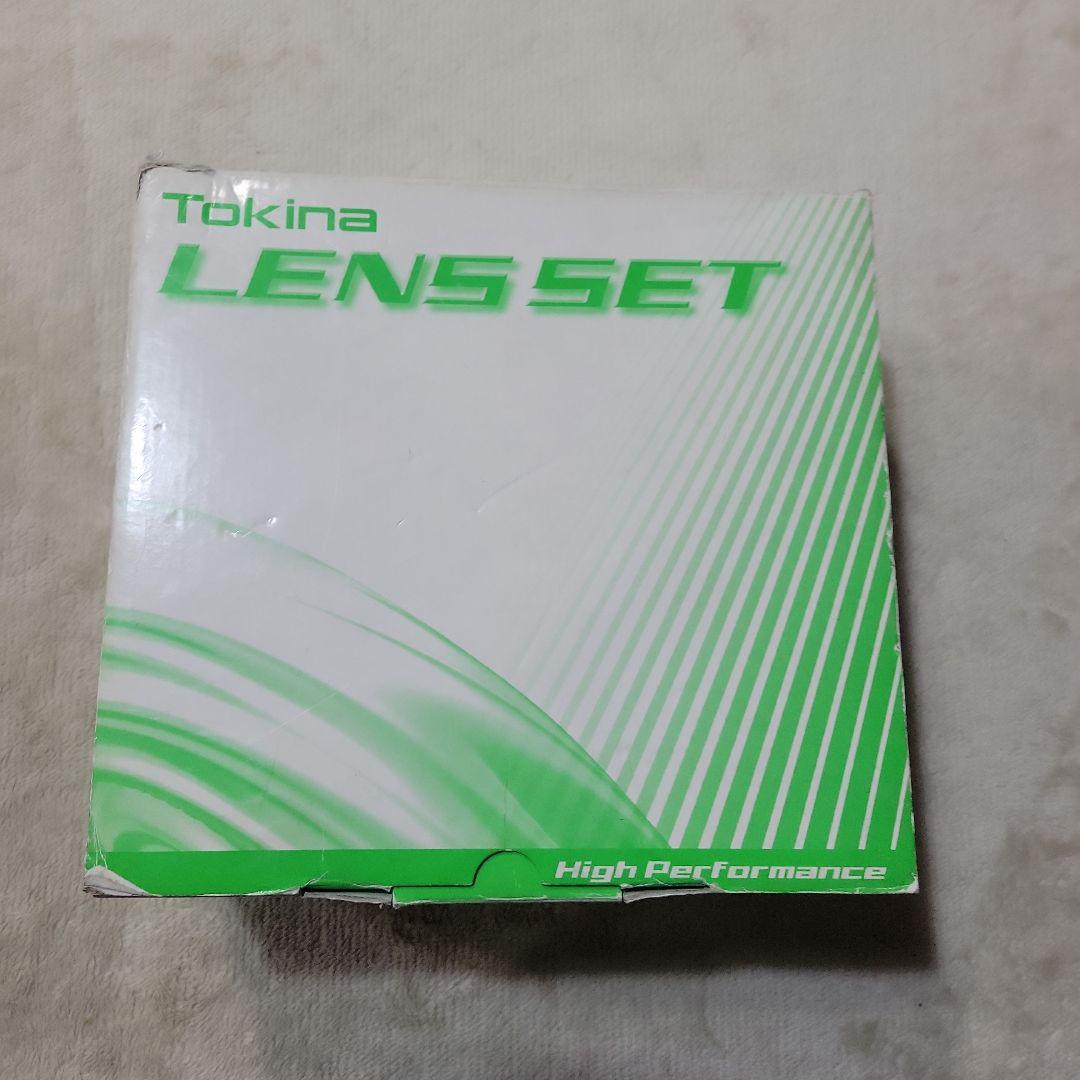 Tokina
LENS SET
High Performance